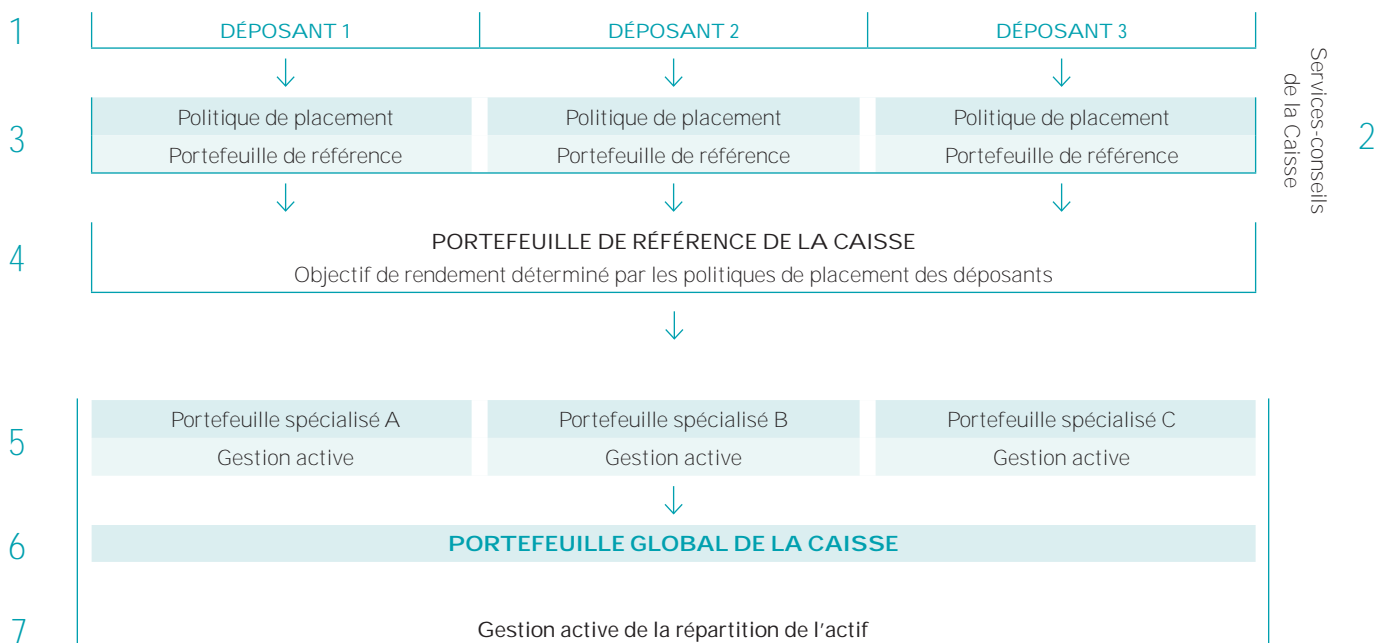 1
DÉPOSANT 1 DÉPOSANT 2 DÉPOSANT 3
Services-conseils
de la Caisse
2
3
Politique de placement Politique de placement Politique de placement
Portefeuille de référence Portefeuille de référence Portefeuille de référence
4
PORTEFEUILLE DE RÉFÉRENCE DE LA CAISSE
Objectif de rendement déterminé par les politiques de placement des déposants
5
Portefeuille spécialisé A Portefeuille spécialisé B Portefeuille spécialisé C
Gestion active Gestion active Gestion active
6
PORTEFEUILLE GLOBAL DE LA CAISSE
7
Gestion active de la répartition de l'actif